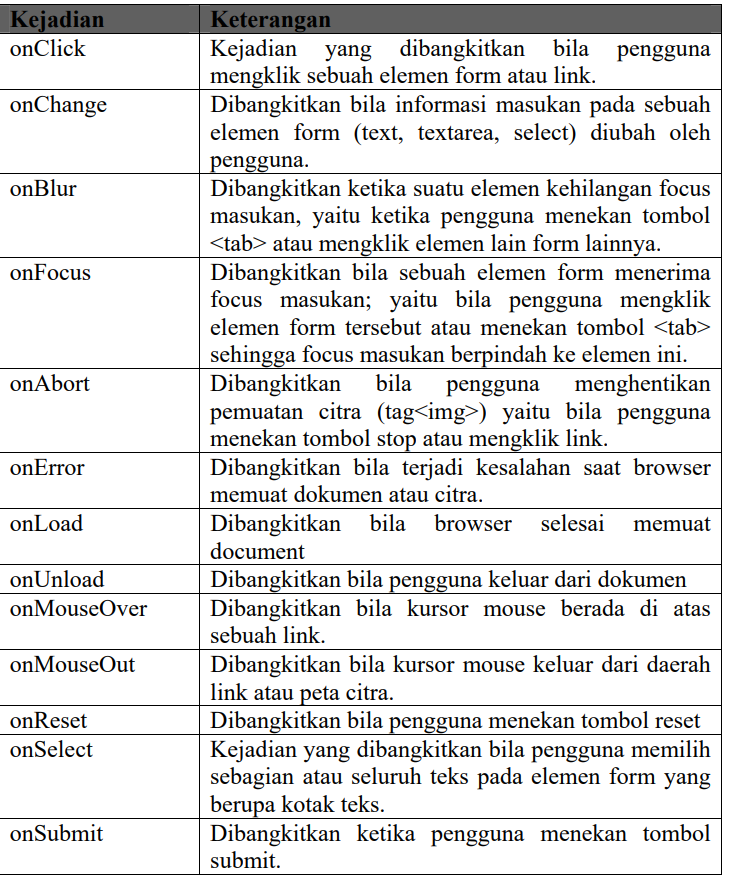 Kejadian Keterangan
onClick Kejadian yang dibangkitkan bila pengguna
mengklik sebuah elemen form atau link.
onChange Dibangkitkan bila informasi masukan pada sebuah
elemen form (text, textarea, select) diubah oleh
pengguna.
onBlur Dibangkitkan ketika suatu elemen kehilangan focus
masukan, yaitu ketika pengguna menekan tombol
<tab> atau mengklik elemen lain form lainnya.
onFocus Dibangkitkan bila sebuah elemen form menerima
focus masukan; yaitu bila pengguna mengklik
elemen form tersebut atau menekan tombol <tab>
sehingga focus masukan berpindah ke elemen ini.
onAbort Dibangkitkan bila pengguna menghentikan
pemuatan citra (tag<img>) yaitu bila pengguna
menekan tombol stop atau mengklik link.
onError Dibangkitkan bila terjadi kesalahan saat browser
memuat dokumen atau citra.
onLoad Dibangkitkan bila browser selesai memuat
document
onUnload Dibangkitkan bila pengguna keluar dari dokumen
onMouseOver Dibangkitkan bila kursor mouse berada di atas
sebuah link.
onMouseOut Dibangkitkan bila kursor mouse keluar dari daerah
link atau peta citra.
onReset Dibangkitkan bila pengguna menekan tombol reset
onSelect Kejadian yang dibangkitkan bila pengguna memilih
sebagian atau seluruh teks pada elemen form yang
berupa kotak teks.
onSubmit Dibangkitkan ketika pengguna menekan tombol
submit.